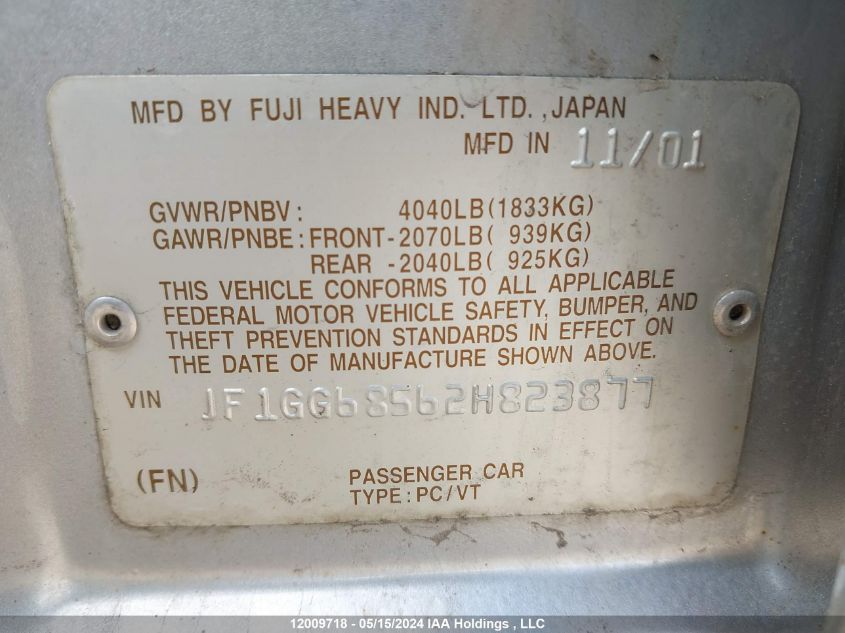 MFD BY FUJI HEAVY IND. LTD.,JAPAN
MFD IN 11/01
GVWR/PNBV: 4040LB(1833KG)
GAWR/PNBE:FRONT-2070LB( 939KG)
REAR -2040LB( 925KG)
THIS VEHICLE CONFORMS TO ALL APPLICABLE
FEDERAL MOTOR VEHICLE SAFETY, BUMPER, AND
THEFT PREVENTION STANDARDS IN EFFECT ON
THE DATE OF MANUFACTURE SHOWN ABOVE.
VIN JF1GG68562H823877
(FN) PASSENGER CAR
TYPE:PC/VT
12009718 - 05/15/2024 IAA Holdings , LLC